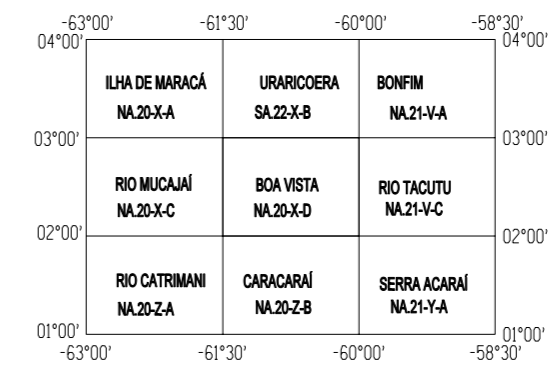 -63°00' -61°30' -60°00' -58°30'
04°00' 04°00'
ILHA DE MARACÁ URARICOERA BONFIM
NA.20-X-A SA.22-X-B NA.21-V-A
03°00' 03°00'
RIO MUCAJAÍ BOA VISTA RIO TACUTU
NA.20-X-C NA.20-X-D NA.21-V-C
02°00' 02°00'
RIO CATRIMANI CARACARAÍ SERRA ACARAÍ
NA.20-Z-A NA.20-Z-B NA.21-Y-A
01°00' 01°00'
-63°00' -61°30' -60°00' -58°30'